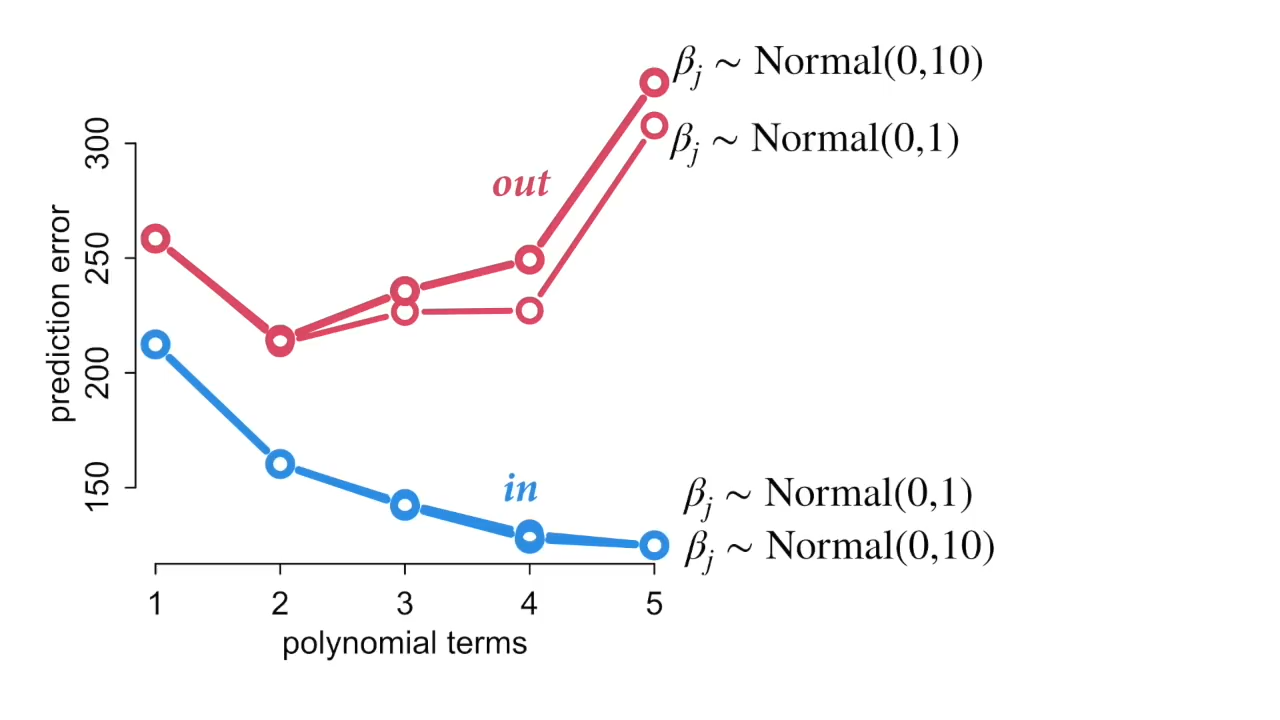 βj ~ Normal(0,10)
βj ~ Normal(0,1)
out
300
250
200
150
prediction error
in
βj ~ Normal(0,1)
βj ~ Normal(0,10)
1 2 3 4 5
polynomial terms